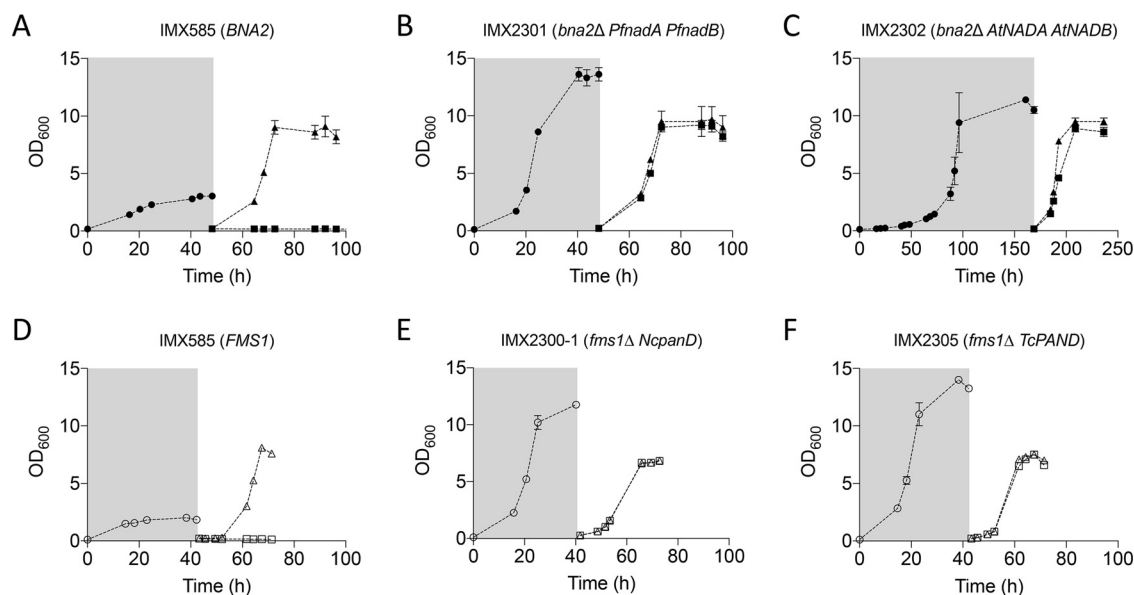 A
IMX585 (BNA2)
15
10
5
0
OD600
0 20 40 60 80 100
Time (h)
B
IMX2301 (bna2Δ PfnadA PfnadB)
15
10
5
0
OD600
0 20 40 60 80 100
Time (h)
C
IMX2302 (bna2Δ AtNADA AtNADB)
15
10
5
0
OD600
0 50 100 150 200 250
Time (h)
D
IMX585 (FMS1)
15
10
5
0
OD600
0 20 40 60 80 100
Time (h)
E
IMX2300-1 (fms1Δ NcpanD)
15
10
5
0
OD600
0 20 40 60 80 100
Time (h)
F
IMX2305 (fms1Δ TcPAND)
15
10
5
0
OD600
0 20 40 60 80 100
Time (h)